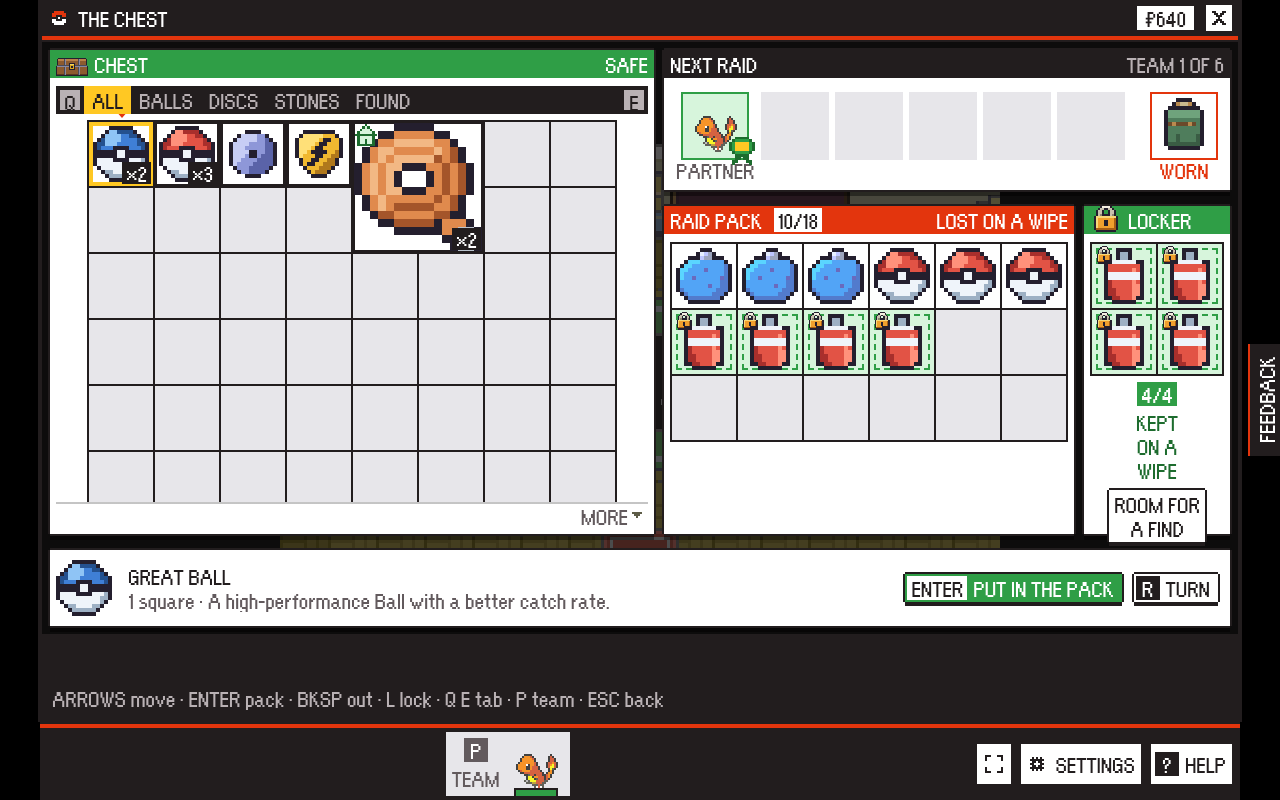 THE CHEST
₽640
X
CHEST
SAFE
Q ALL BALLS DISCS STONES FOUND E
×2
×3
×2
MORE
NEXT RAID
TEAM 1 OF 6
PARTNER
WORN
RAID PACK 10/18 LOST ON A WIPE
LOCKER
4/4
KEPT
ON A
WIPE
ROOM FOR
A FIND
FEEDBACK
GREAT BALL
1 square · A high-performance Ball with a better catch rate.
ENTER PUT IN THE PACK
R TURN
ARROWS move · ENTER pack · BKSP out · L lock · Q E tab · P team · ESC back
P
TEAM
SETTINGS
? HELP